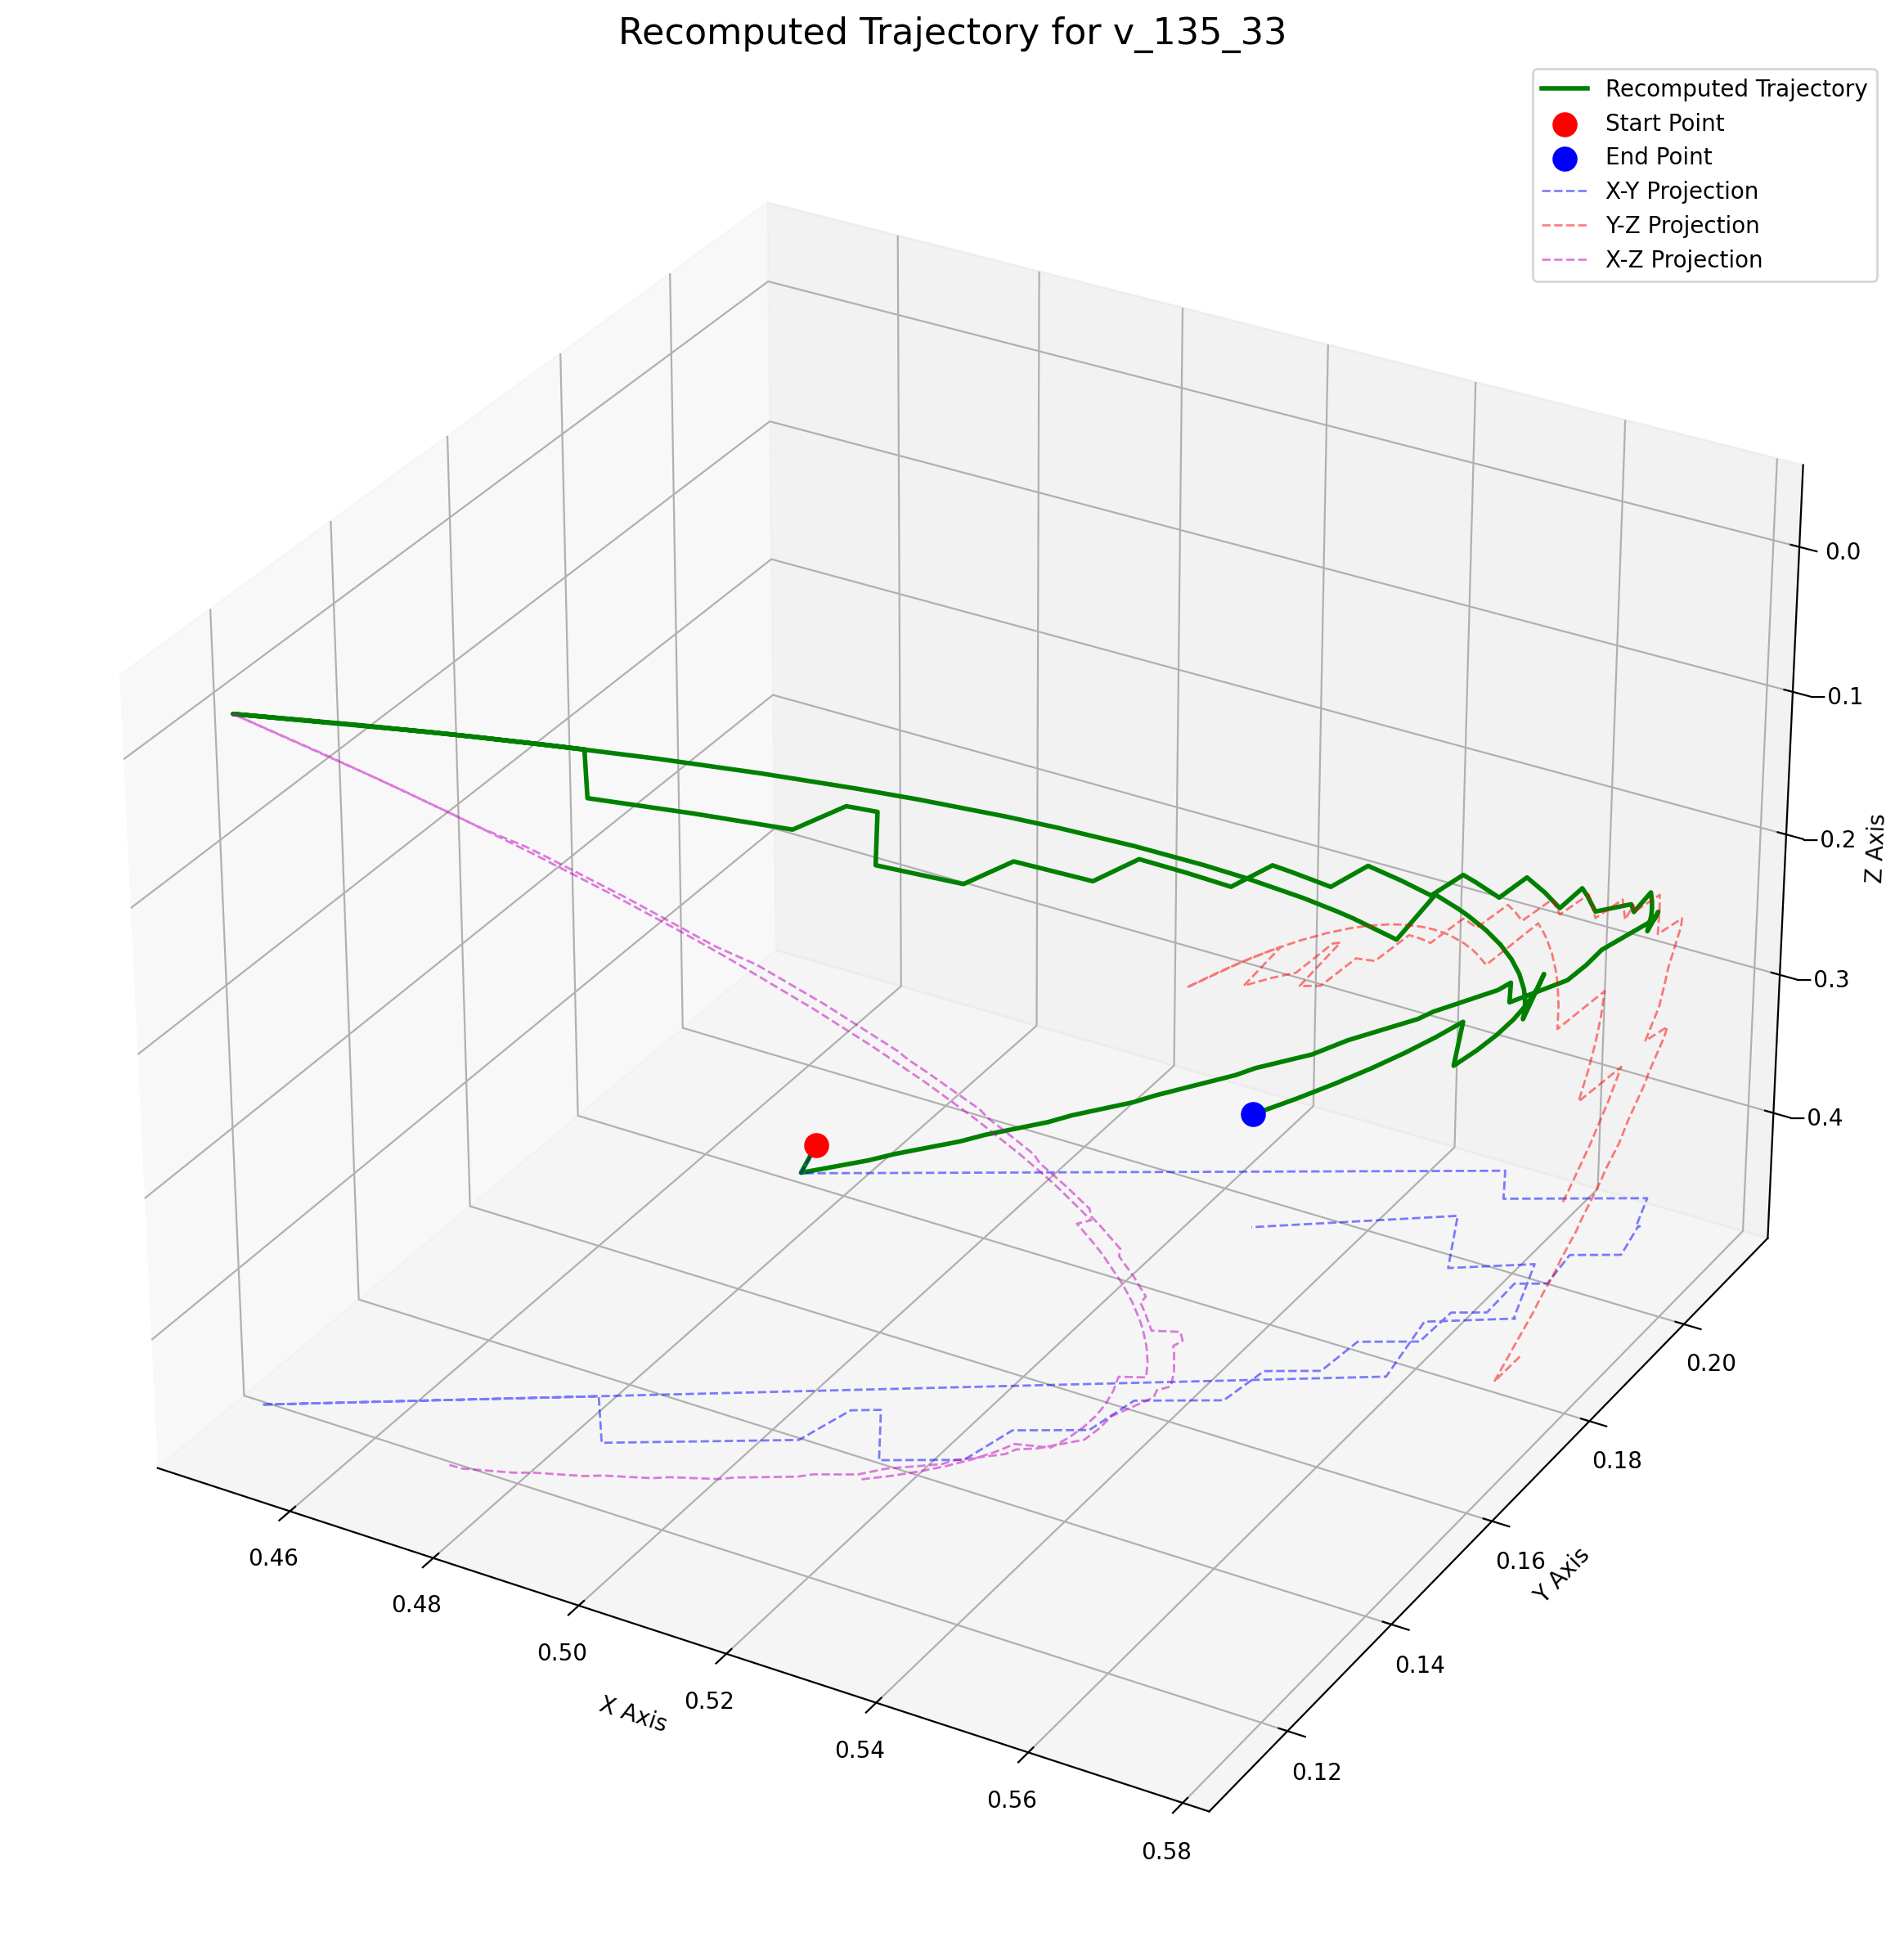 Recomputed Trajectory for v_135_33
Recomputed Trajectory
Start Point
End Point
X-Y Projection
Y-Z Projection
X-Z Projection
0.0
0.1
0.2
0.3
0.4
Z Axis
0.20
0.18
0.16
0.14
0.12
Y Axis
0.46
0.48
0.50
0.52
0.54
0.56
0.58
X Axis